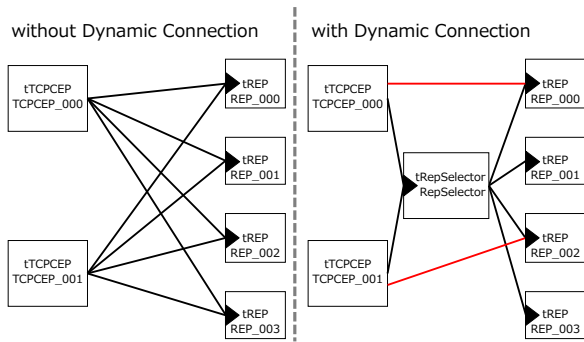 without Dynamic Connection
tTCPCEP
TCPCEP_000
tTCPCEP
TCPCEP_001
tREP
REP_000
tREP
REP_001
tREP
REP_002
tREP
REP_003
with Dynamic Connection
tTCPCEP
TCPCEP_000
tTCPCEP
TCPCEP_001
tRepSelector
RepSelector
tREP
REP_000
tREP
REP_001
tREP
REP_002
tREP
REP_003